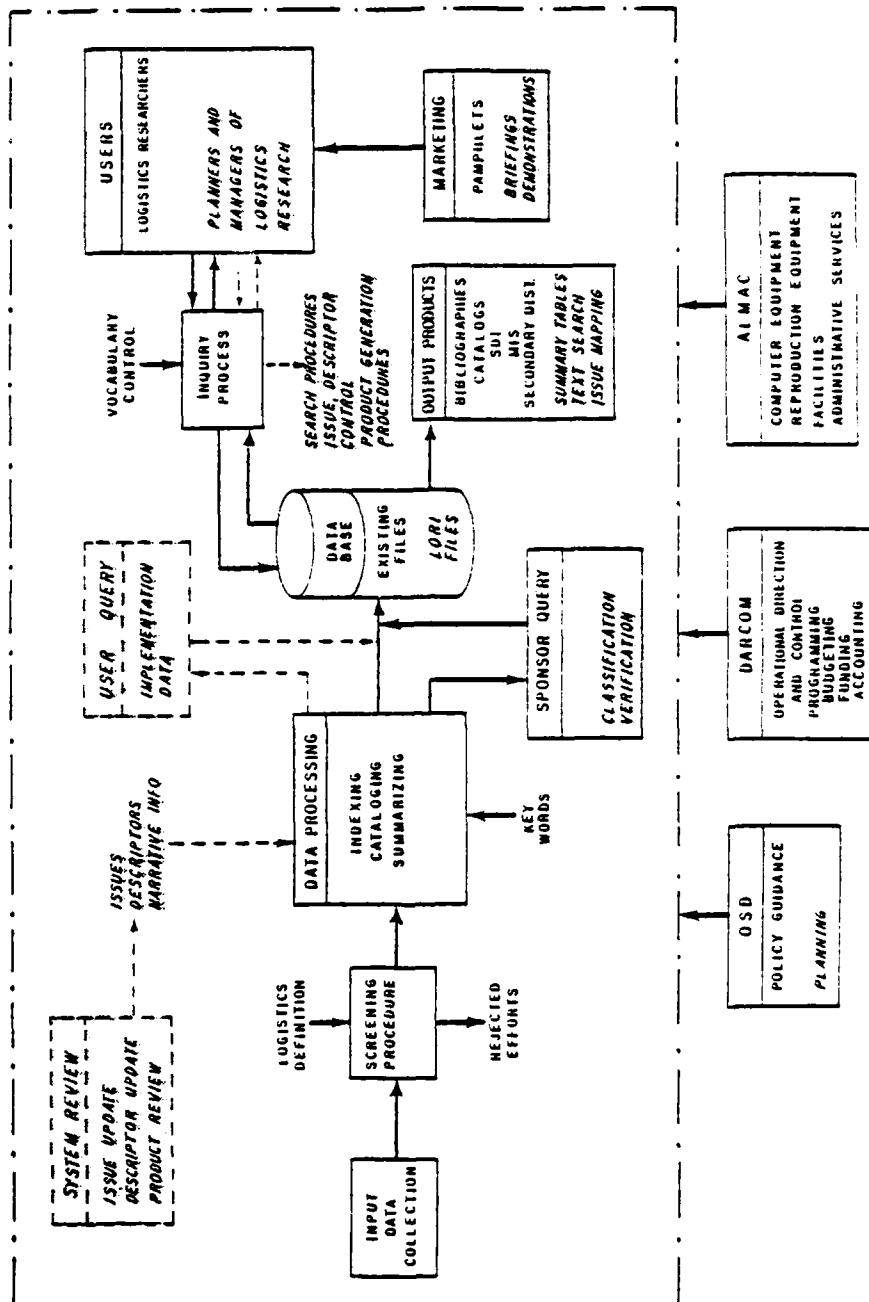 SYSTEM REVIEW
ISSUE UPDATE
DESCRIPTOR UPDATE
PRODUCT REVIEW
ISSUES
DESCRIPTORS
NARRATIVE INFO
USER QUERY
IMPLEMENTATION
DATA
VOCABULARY
CONTROL
INQUIRY
PROCESS
USERS
LOGISTICS RESEARCHERS
PLANNERS AND
MANAGERS OF
LOGISTICS
RESEARCH
INPUT
DATA
COLLECTION
LOGISTICS
DEFINITION
SCREENING
PROCEDURE
REJECTED
EFFORTS
DATA PROCESSING
INDEXING
CATALOGING
SUMMARIZING
KEY
WORDS
DATA
BASE
EXISTING
FILES
LORI
FILES
SEARCH PROCEDURES
ISSUE, DESCRIPTOR
CONTROL
PRODUCT GENERATION
PROCEDURES
SPONSOR QUERY
CLASSIFICATION
VERIFICATION
OUTPUT PRODUCTS
BIBLIOGRAPHIES
CATALOGS
SDI
MIS
SECONDARY DIST.
SUMMARY TABLES
TEXT SEARCH
ISSUE MAPPING
MARKETING
PAMPHLETS
BRIEFINGS
DEMONSTRATIONS
OSD
POLICY GUIDANCE
PLANNING
DARCOM
OPERATIONAL DIRECTION
AND CONTROL
PROGRAMMING
BUDGETING
FUNDING
ACCOUNTING
ALMAC
COMPUTER EQUIPMENT
REPRODUCTION EQUIPMENT
FACILITIES
ADMINISTRATIVE SERVICES